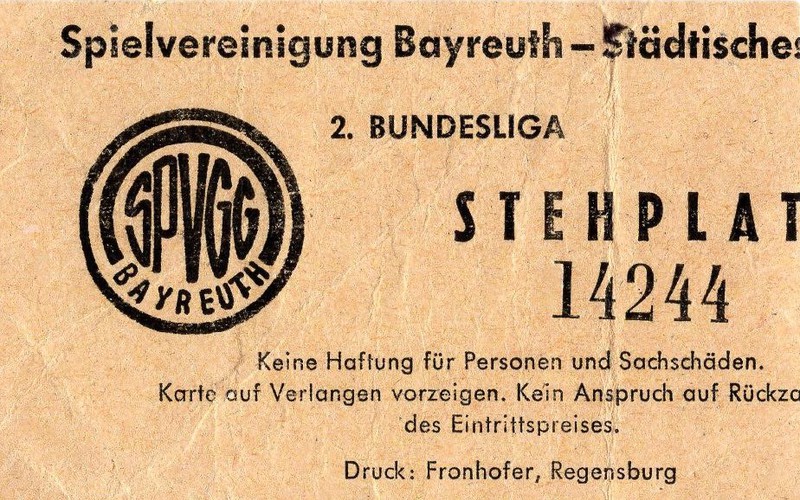 Spielvereinigung Bayreuth – Städtisches
2. BUNDESLIGA
SPVGG
BAYREUTH
STEHPLAT
14244
Keine Haftung für Personen und Sachschäden.
Karte auf Verlangen vorzeigen. Kein Anspruch auf Rückza
des Eintrittspreises.
Druck: Fronhofer, Regensburg